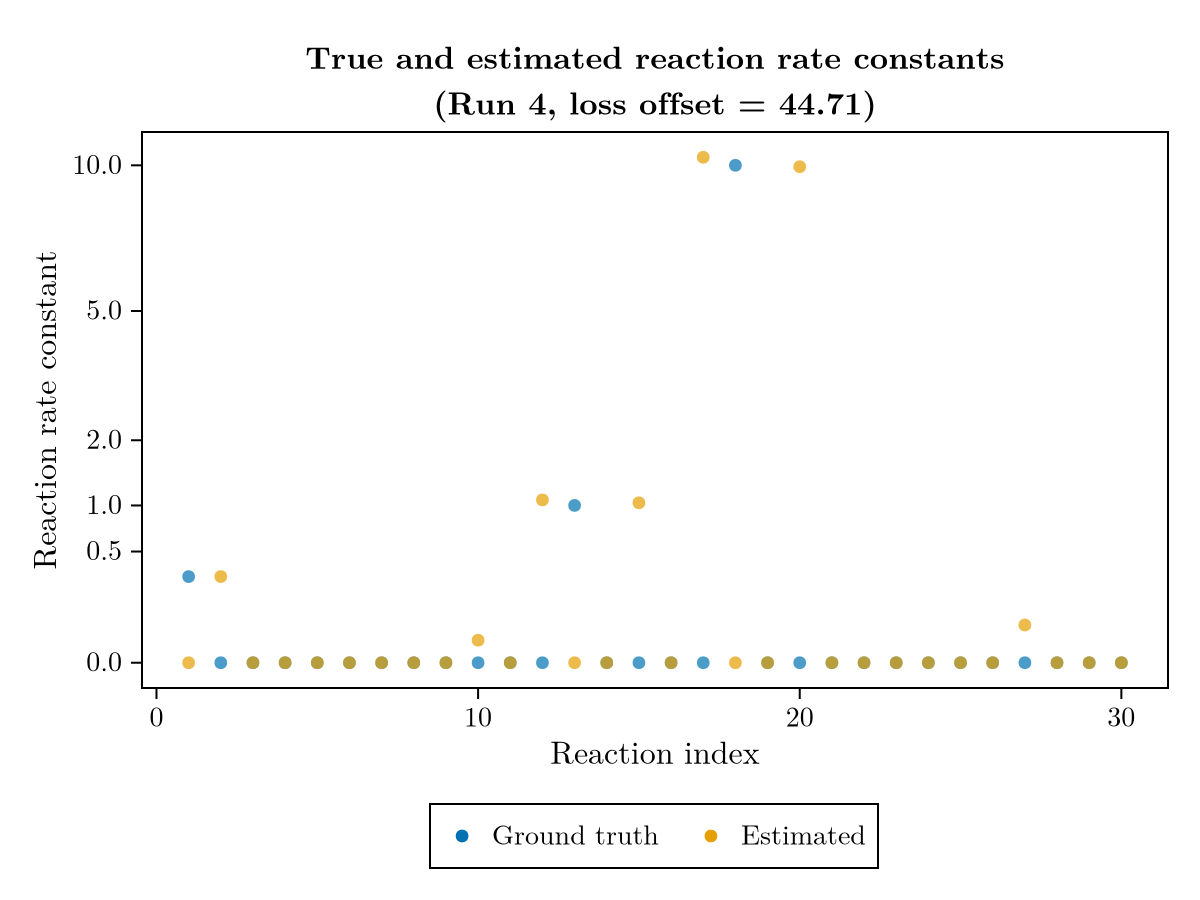 True and estimated reaction rate constants
(Run 4, loss offset = 44.71)
Reaction rate constant
10.0
5.0
2.0
1.0
0.5
0.0
0
10
20
30
Reaction index
Ground truth
Estimated